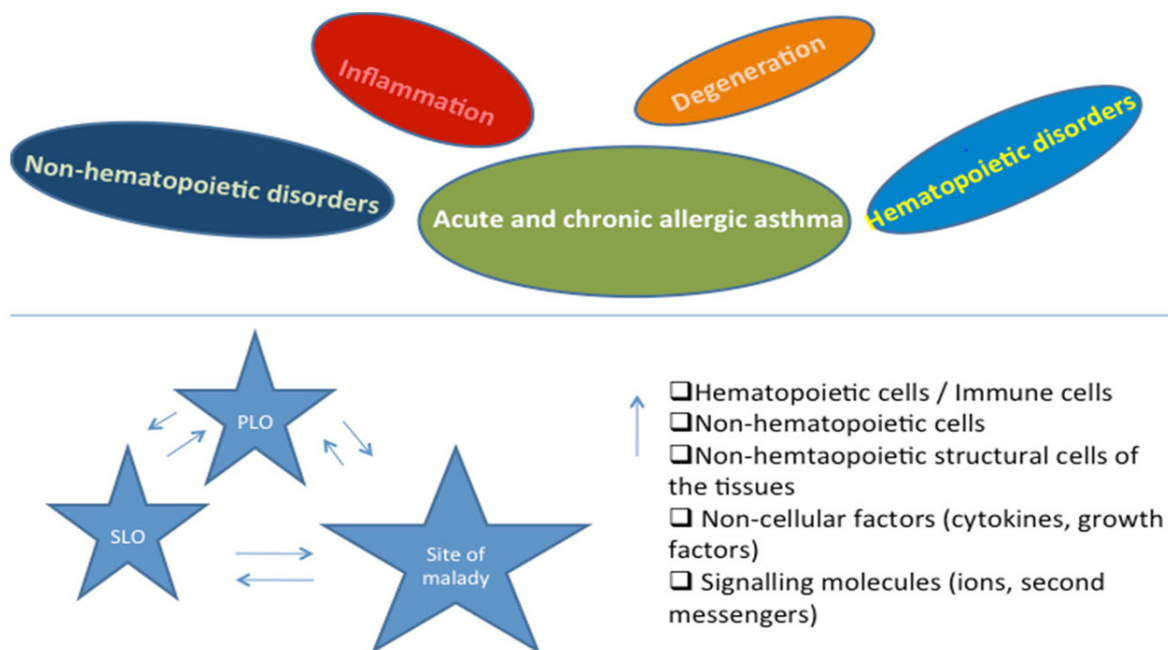 Inflammation
Degeneration
Non-hematopoietic disorders
Hematopoietic disorders
Acute and chronic allergic asthma
PLO
SLO
Site of
malady
❑Hematopoietic cells / Immune cells
❑Non-hematopoietic cells
❑Non-hemtaopoietic structural cells of
the tissues
❑ Non-cellular factors (cytokines, growth
factors)
❑ Signalling molecules (ions, second
messengers)